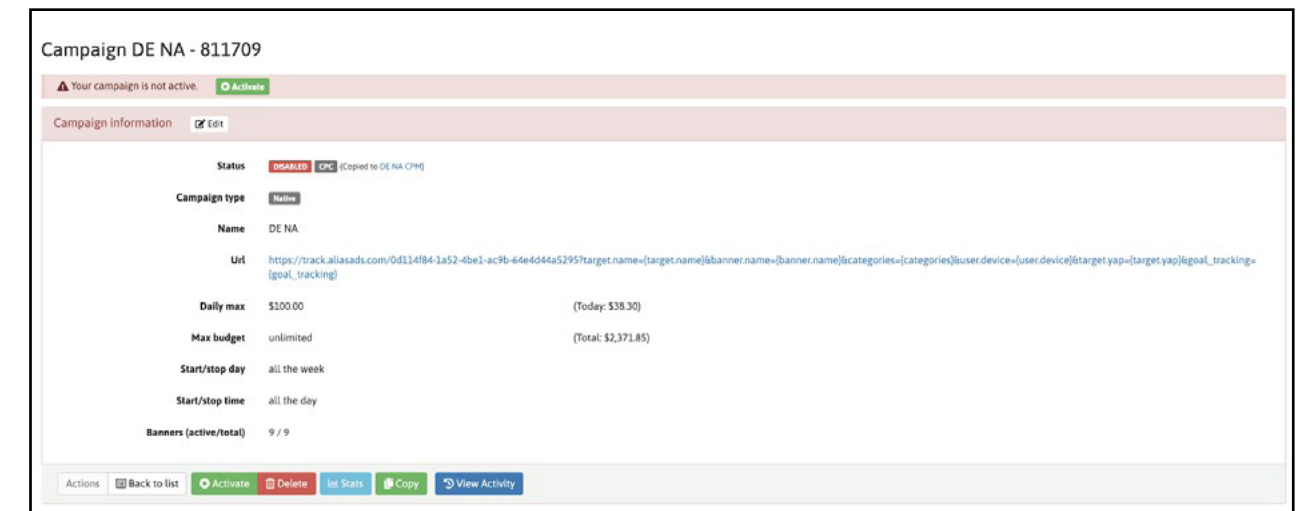 Campaign DE NA - 811709
Your campaign is not active. Activate
Campaign information Edit
Status DISABLED CPC (Copied to DE NA CPM)
Campaign type Native
Name DE NA
Url https://track.aliasads.com/0d114f84-1a52-4be1-ac9b-64e4d44a5295?target.name={target.name}&banner.name={banner.name}&categories={categories}&user.device={user.device}&target.yap={target.yap}&goal_tracking=
{goal_tracking}
Daily max $100.00 (Today: $38.30)
Max budget unlimited (Total: $2,371.85)
Start/stop day all the week
Start/stop time all the day
Banners (active/total) 9 / 9
Actions Back to list Activate Delete Stats Copy View Activity